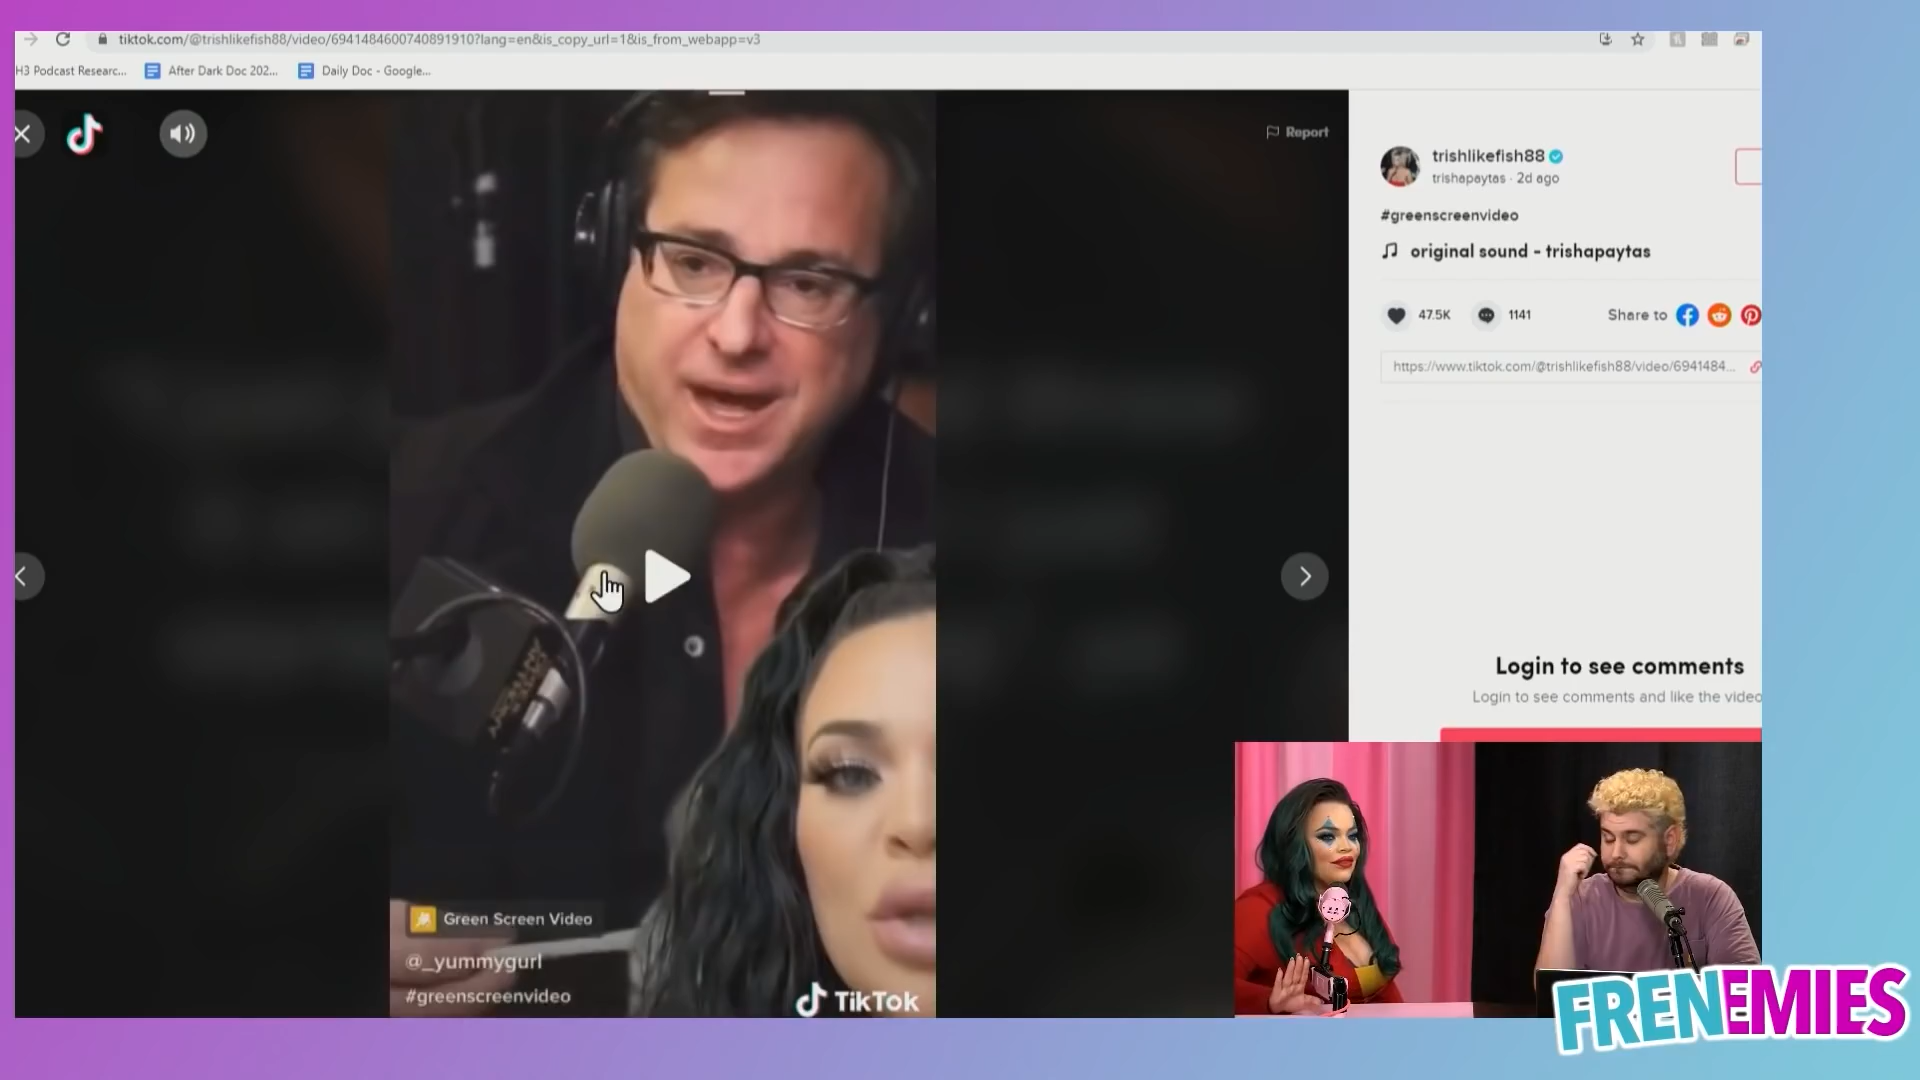 tiktok.com/@trishlikefish88/video/6941484600740891910?lang=en&is_copy_url=1&is_from_webapp=v3
H3 Podcast Researc... After Dark Doc 202... Daily Doc - Google...
Report
trishlikefish88
trishapaytas · 2d ago
#greenscreenvideo
original sound - trishapaytas
47.5K 1141 Share to
https://www.tiktok.com/@trishlikefish88/video/6941484...
Login to see comments
Login to see comments and like the video
Green Screen Video
@_yummygurl
#greenscreenvideo
TikTok
FRENEMIES